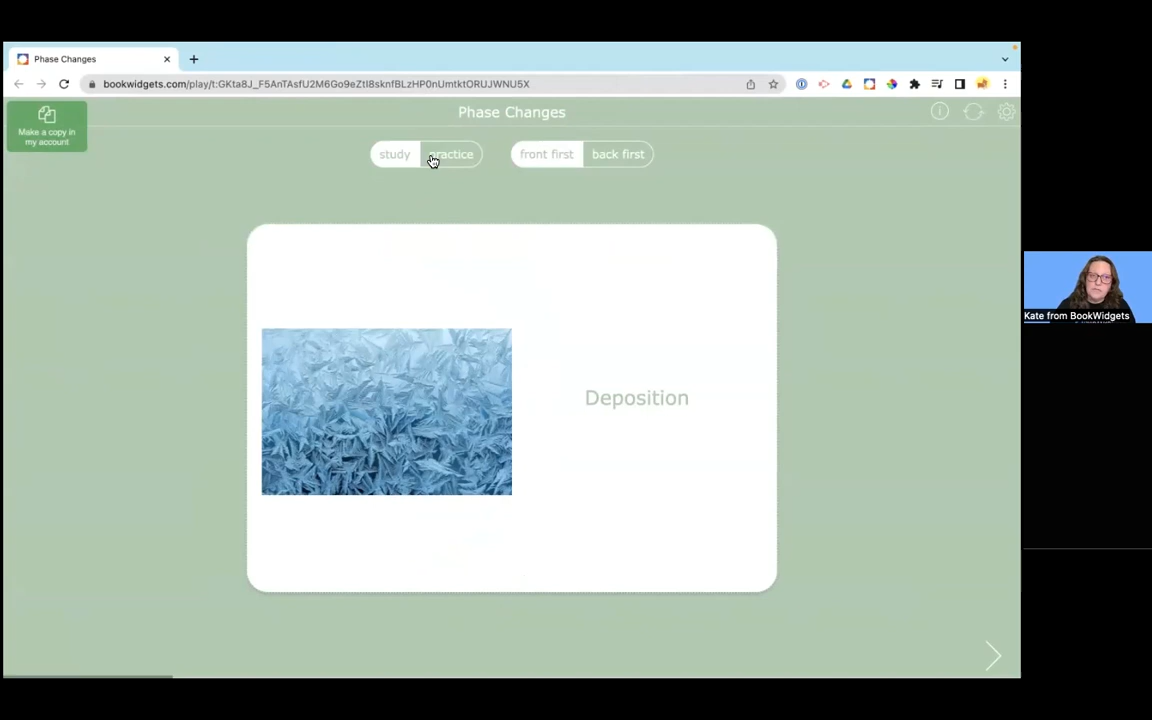 Phase Changes
bookwidgets.com/play/t:GKta8J_F5AnTAsfU2M6Go9eZtI8sknfBLzHP0nUmtktORUJWNU5X
Make a copy in
my account
Phase Changes
study practice front first back first
Deposition
Kate from BookWidgets